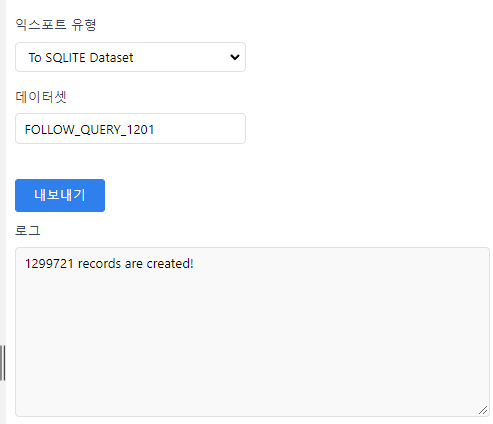 익스포트 유형
To SQLITE Dataset
데이터셋
FOLLOW_QUERY_1201
내보내기
로그
1299721 records are created!